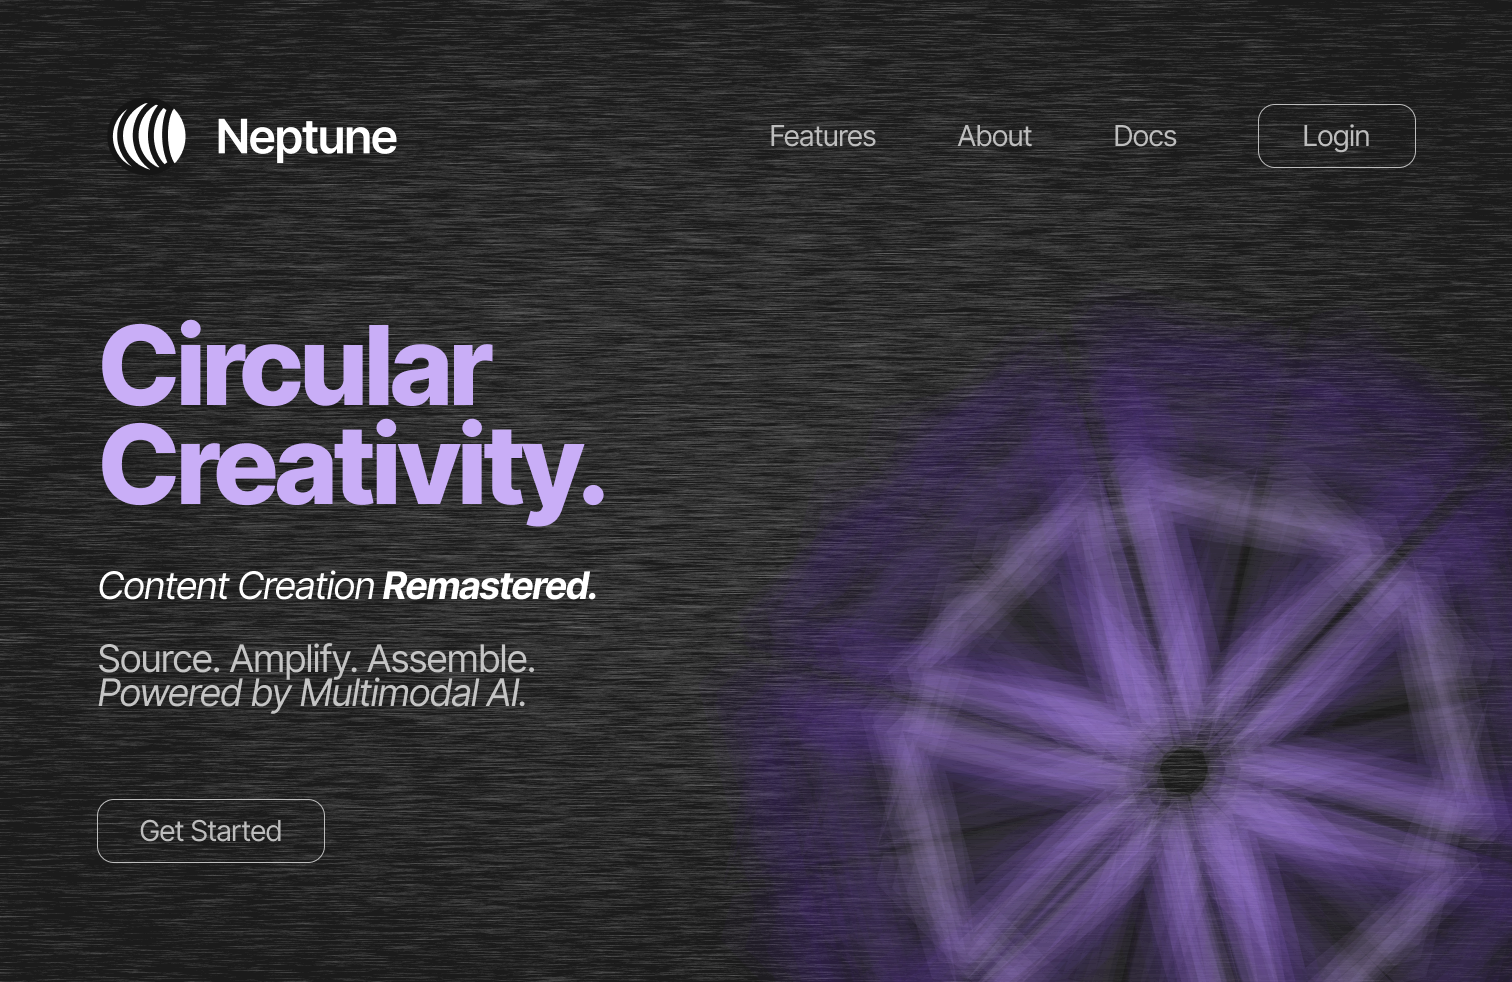 Neptune
Features
About
Docs
Login
Circular
Creativity.
Content Creation Remastered.
Source. Amplify. Assemble.
Powered by Multimodal AI.
Get Started